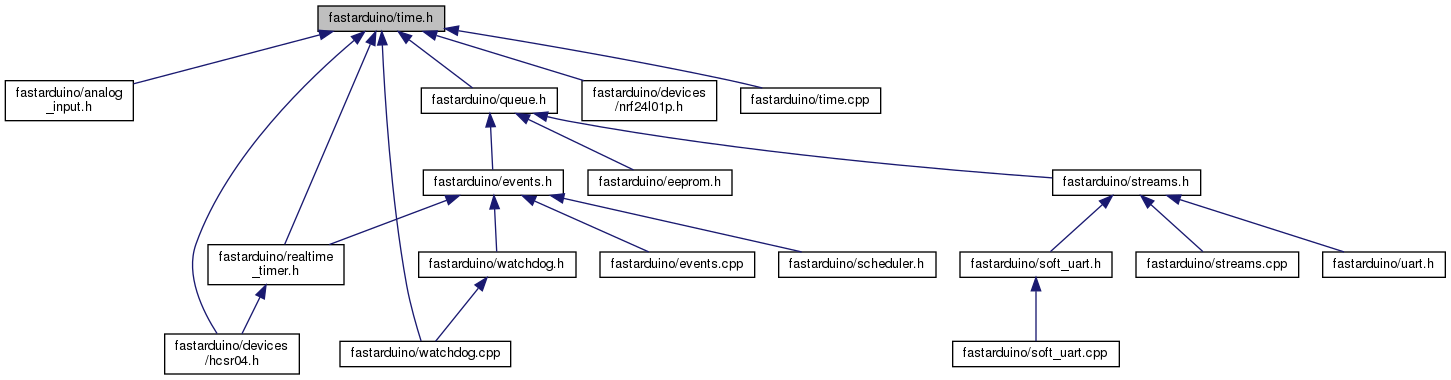 fastarduino/time.h
fastarduino/analog
_input.h
fastarduino/queue.h
fastarduino/devices
/nrf24l01p.h
fastarduino/time.cpp
fastarduino/events.h
fastarduino/eeprom.h
fastarduino/streams.h
fastarduino/realtime
_timer.h
fastarduino/watchdog.h
fastarduino/events.cpp
fastarduino/scheduler.h
fastarduino/soft_uart.h
fastarduino/streams.cpp
fastarduino/uart.h
fastarduino/devices
/hcsr04.h
fastarduino/watchdog.cpp
fastarduino/soft_uart.cpp